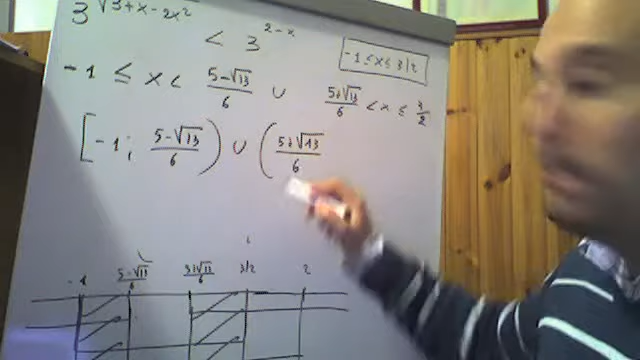 3^√(3+x-2x²) < 3^(2-x)
-1 ≤ x ≤ 3/2
-1 ≤ x < (5-√13)/6 ∪ (5+√13)/6 < x ≤ 3/2
[-1; (5-√13)/6) ∪ ((5+√13)/6
-1 (5-√13)/6 (5+√13)/6 3/2 2